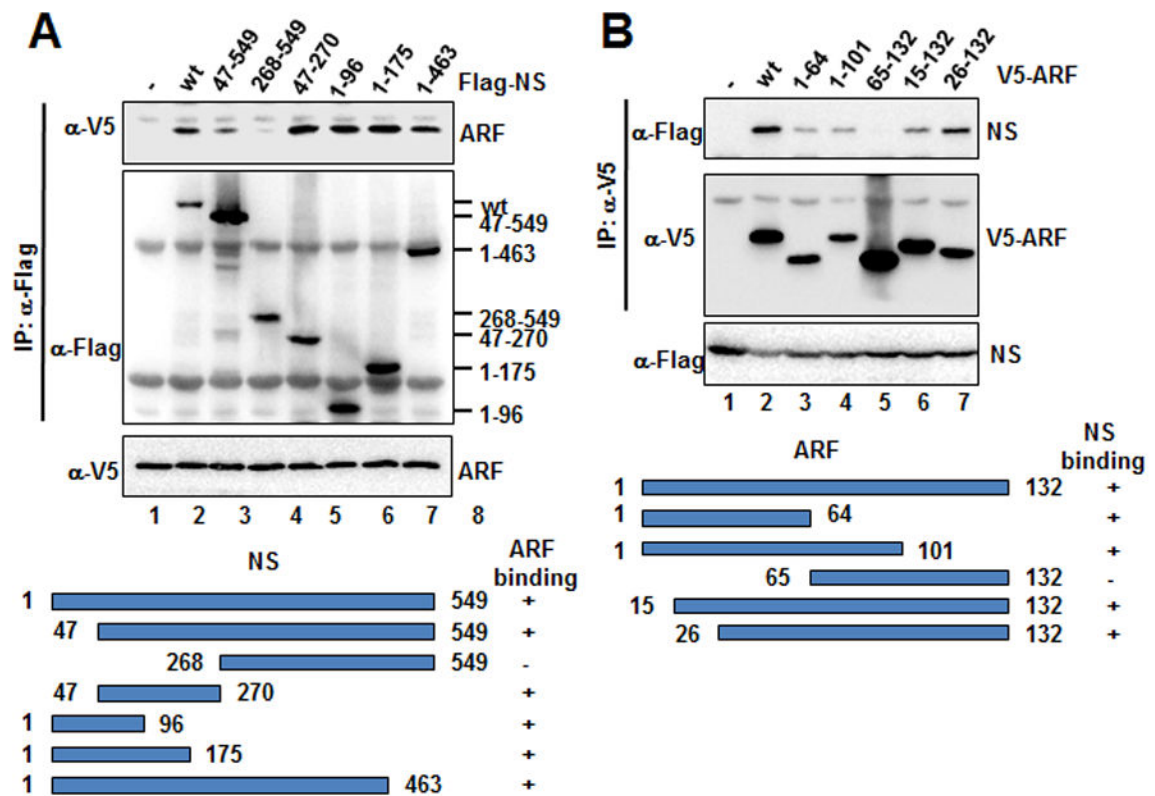 A
- wt 47-549 268-549 47-270 1-96 1-175 1-463 Flag-NS
IP: α-Flag
α-V5 ARF
α-Flag
wt
47-549
1-463
268-549
47-270
1-175
1-96
α-V5 ARF
1 2 3 4 5 6 7 8
NS ARF binding
1 549 +
47 549 +
268 549 -
47 270 +
1 96 +
1 175 +
1 463 +
B
- wt 1-64 1-101 65-132 15-132 26-132 V5-ARF
IP: α-V5
α-Flag NS
α-V5 V5-ARF
α-Flag NS
1 2 3 4 5 6 7
ARF NS binding
1 132 +
1 64 +
1 101 +
65 132 -
15 132 +
26 132 +